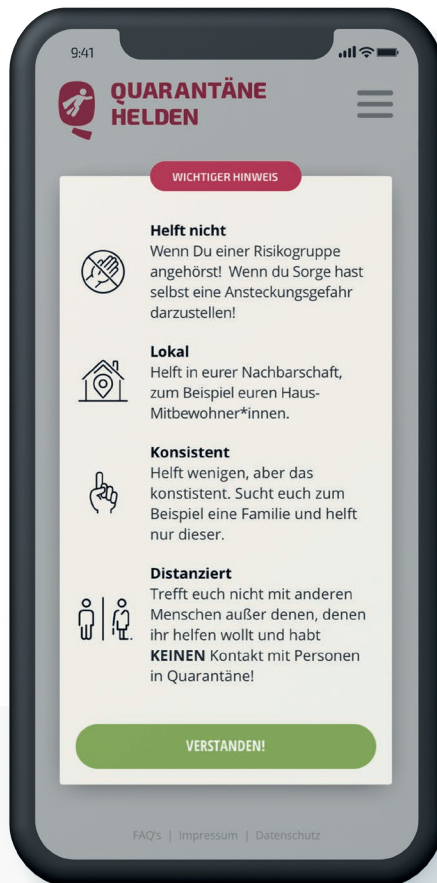 9:41
QUARANTÄNE
HELDEN
WICHTIGER HINWEIS
Helft nicht
Wenn Du einer Risikogruppe
angehörst! Wenn du Sorge hast
selbst eine Ansteckungsgefahr
darzustellen!
Lokal
Helft in eurer Nachbarschaft,
zum Beispiel euren Haus-
Mitbewohner*innen.
Konsistent
Helft wenigen, aber das
konstistent. Sucht euch zum
Beispiel eine Familie und helft
nur dieser.
Distanziert
Trefft euch nicht mit anderen
Menschen außer denen, denen
ihr helfen wollt und habt
KEINEN Kontakt mit Personen
in Quarantäne!
VERSTANDEN!
FAQ's | Impressum | Datenschutz